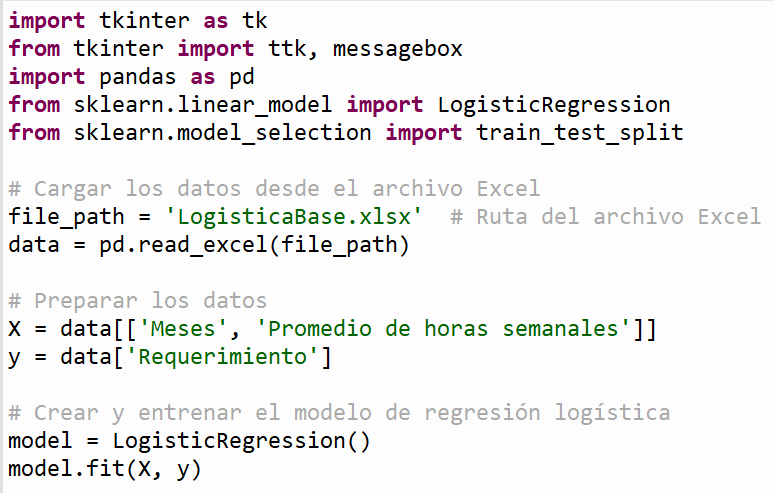 import tkinter as tk
from tkinter import ttk, messagebox
import pandas as pd
from sklearn.linear_model import LogisticRegression
from sklearn.model_selection import train_test_split
# Cargar los datos desde el archivo Excel
file_path = 'LogisticaBase.xlsx'  # Ruta del archivo Excel
data = pd.read_excel(file_path)
# Preparar los datos
X = data[['Meses', 'Promedio de horas semanales']]
y = data['Requerimiento']
# Crear y entrenar el modelo de regresión logística
model = LogisticRegression()
model.fit(X, y)